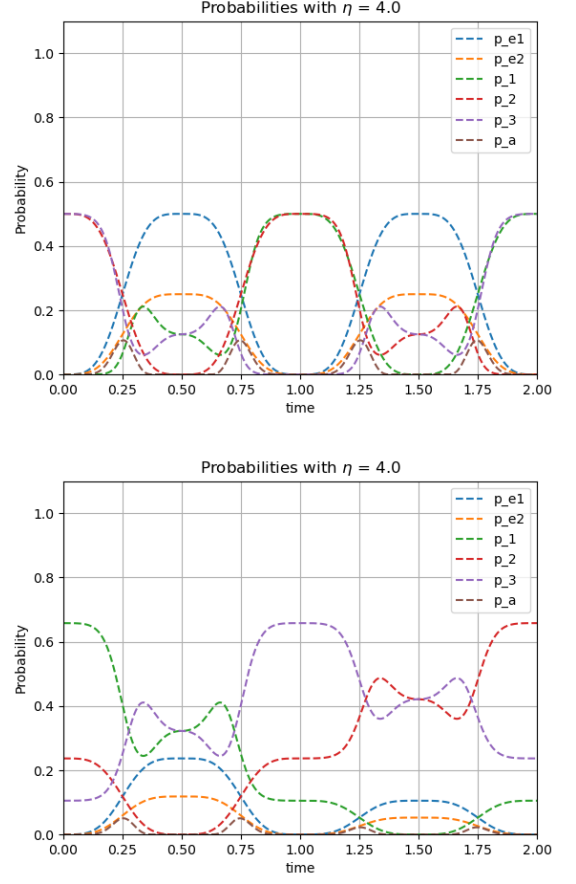 Probabilities with η = 4.0
Probability
1.0
0.8
0.6
0.4
0.2
0.0
p_e1
p_e2
p_1
p_2
p_3
p_a
0.00 0.25 0.50 0.75 1.00 1.25 1.50 1.75 2.00
time
Probabilities with η = 4.0
Probability
1.0
0.8
0.6
0.4
0.2
0.0
p_e1
p_e2
p_1
p_2
p_3
p_a
0.00 0.25 0.50 0.75 1.00 1.25 1.50 1.75 2.00
time